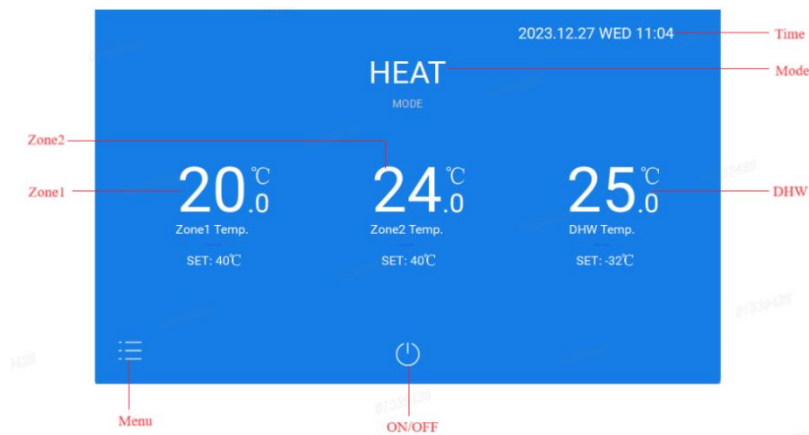 2023.12.27 WED 11:04
Time
HEAT
Mode
MODE
Zone2
Zone1
20.0℃
24.0℃
25.0℃
DHW
Zone1 Temp.
Zone2 Temp.
DHW Temp.
SET: 40℃
SET: 40℃
SET: -32℃
Menu
ON/OFF